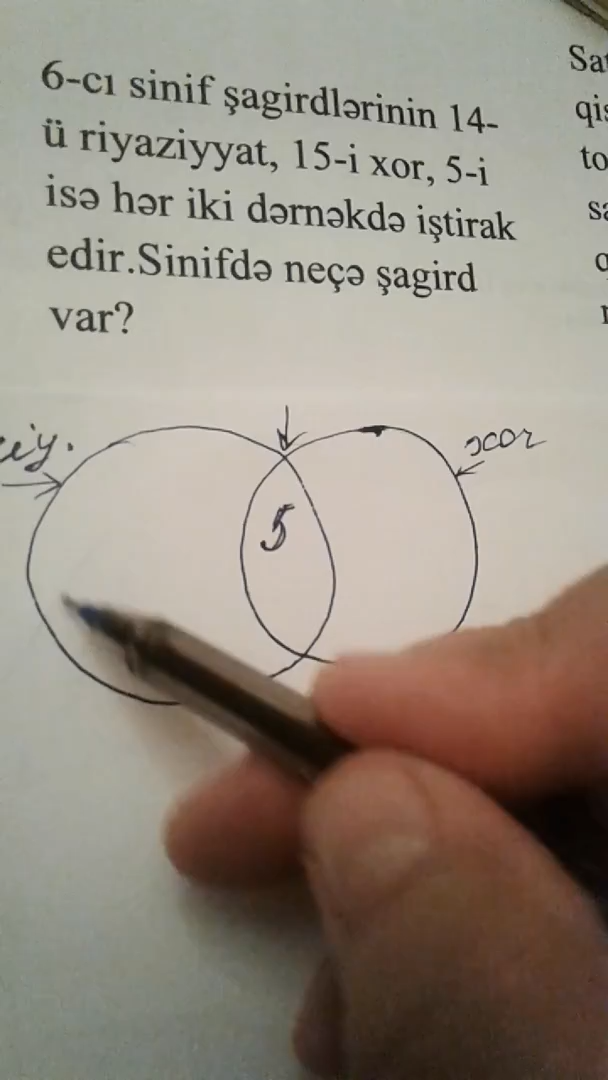 6-cı sinif şagirdlərinin 14-
ü riyaziyyat, 15-i xor, 5-i
isə hər iki dərnəkdə iştirak
edir.Sinifdə neçə şagird
var?
xor
5